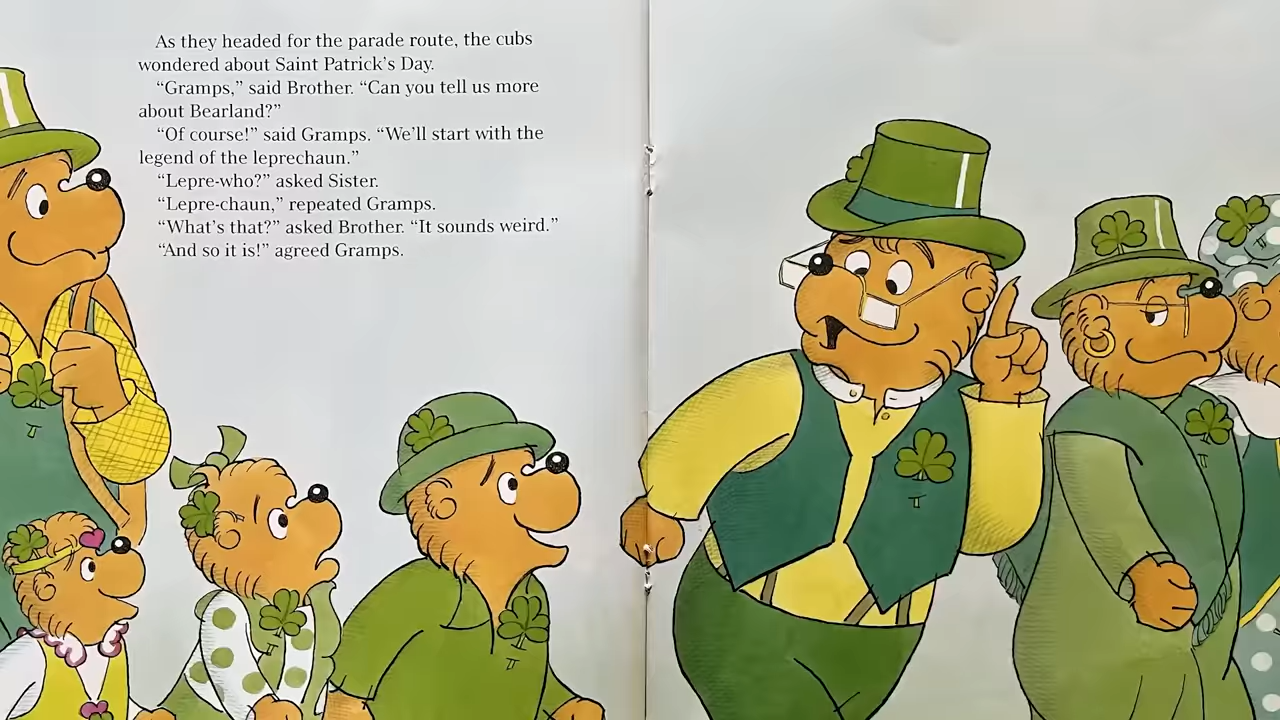 As they headed for the parade route, the cubs
wondered about Saint Patrick's Day.
“Gramps,” said Brother. “Can you tell us more
about Bearland?”
“Of course!” said Gramps. “We'll start with the
legend of the leprechaun.”
“Lepre-who?” asked Sister.
“Lepre-chaun,” repeated Gramps.
“What's that?” asked Brother. “It sounds weird.”
“And so it is!” agreed Gramps.